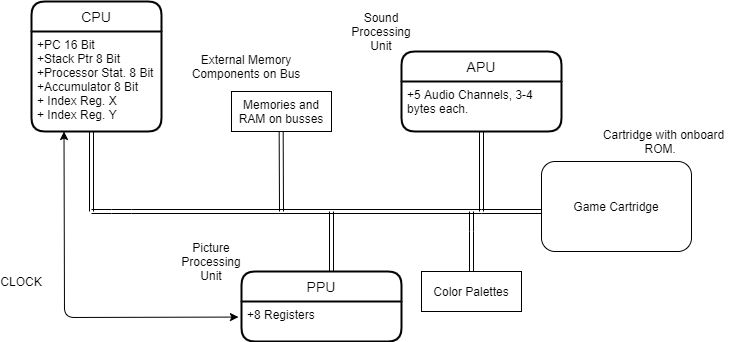 CPU
+PC 16 Bit
+Stack Ptr 8 Bit
+Processor Stat. 8 Bit
+Accumulator 8 Bit
+ Index Reg. X
+ Index Reg. Y
External Memory
Components on Bus
Memories and
RAM on busses
Sound
Processing
Unit
APU
+5 Audio Channels, 3-4
bytes each.
Cartridge with onboard
ROM.
Game Cartridge
CLOCK
Picture
Processing
Unit
PPU
+8 Registers
Color Palettes